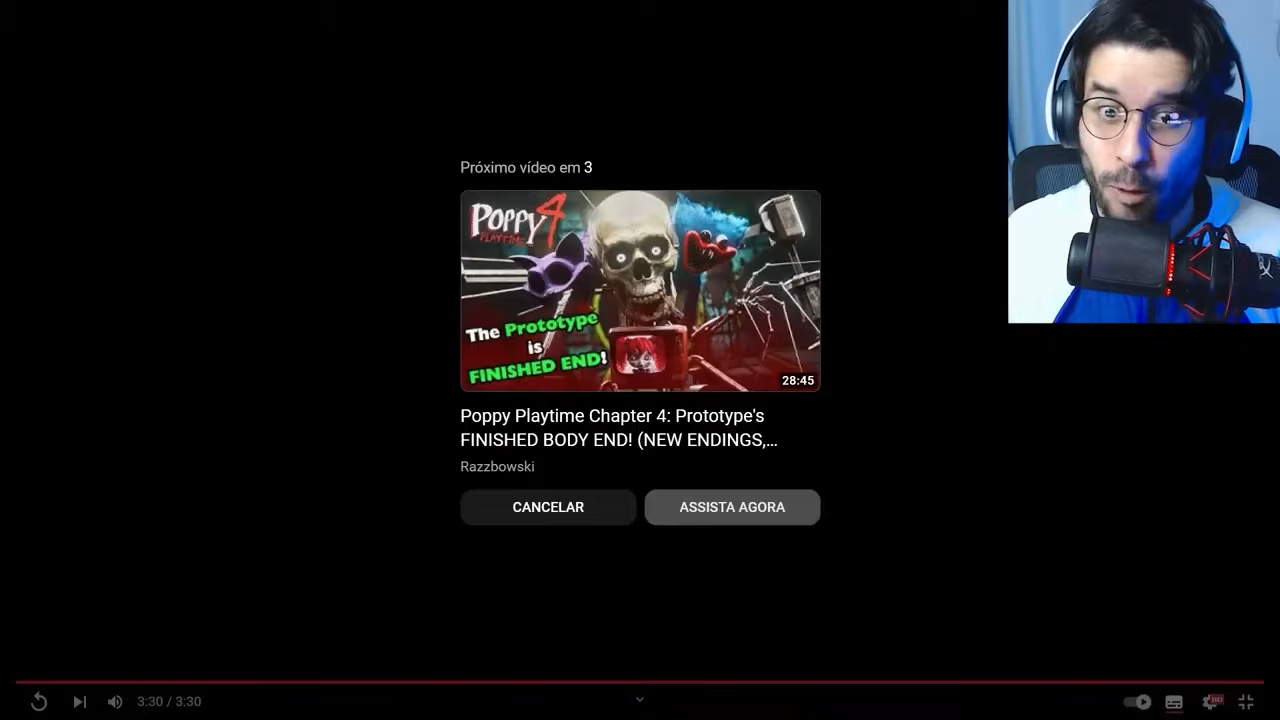 Próximo vídeo em 3
POPPY 4
PLAYTIME
The Prototype
is
FINISHED END!
28:45
Poppy Playtime Chapter 4: Prototype's
FINISHED BODY END! (NEW ENDINGS,...
Razzbowski
CANCELAR
ASSISTA AGORA
3:30 / 3:30
HD